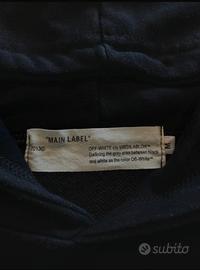 "MAIN LABEL"
OFF-WHITE c/o VIRGIL ABLOH™
Defining the grey area between black
and white as the color Off-White™
M
subito